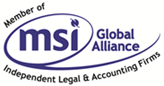 Member of
msi Global
Alliance
Independent Legal & Accounting Firms